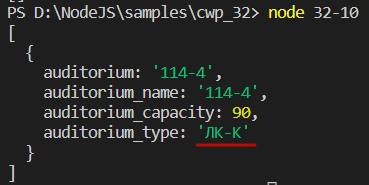 PS D:\NodeJS\samples\cwp_32> node 32-10
[
  {
    auditorium: '114-4',
    auditorium_name: '114-4',
    auditorium_capacity: 90,
    auditorium_type: 'ЛК-К'
  }
]